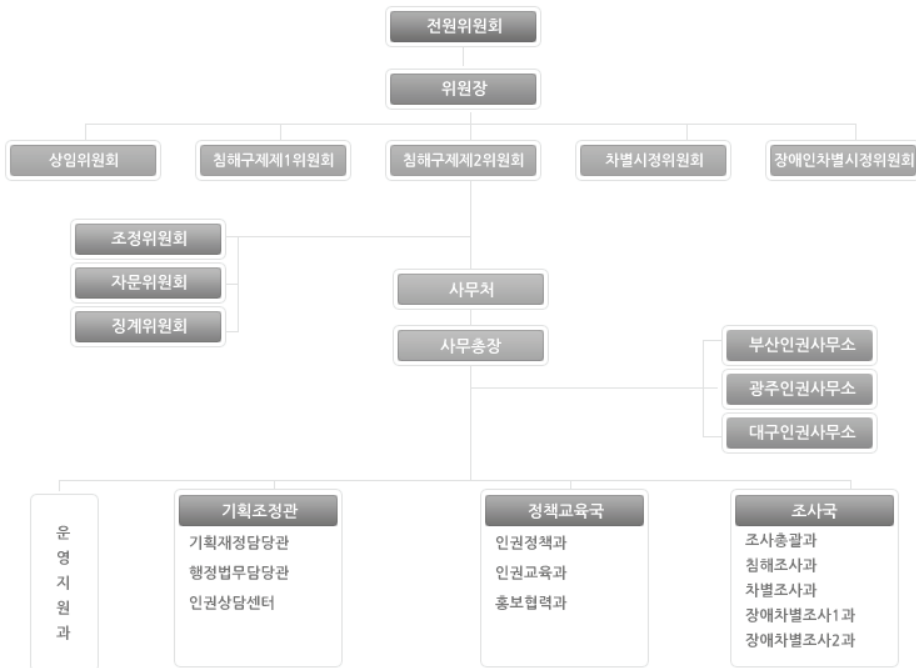 전원위원회
위원장
상임위원회
침해구제제1위원회
침해구제제2위원회
차별시정위원회
장애인차별시정위원회
조정위원회
자문위원회
징계위원회
사무처
사무총장
부산인권사무소
광주인권사무소
대구인권사무소
운
영
지
원
과
기획조정관
기획재정담당관
행정법무담당관
인권상담센터
정책교육국
인권정책과
인권교육과
홍보협력과
조사국
조사총괄과
침해조사과
차별조사과
장애차별조사1과
장애차별조사2과